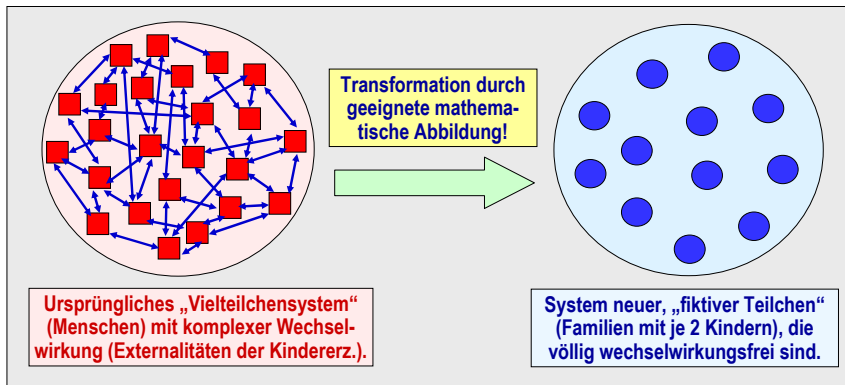 Transformation durch
geeignete mathema-
tische Abbildung!
Ursprüngliches „Vielteilchensystem“
(Menschen) mit komplexer Wechsel-
wirkung (Externalitäten der Kindererz.).
System neuer, „fiktiver Teilchen“
(Familien mit je 2 Kindern), die
völlig wechselwirkungsfrei sind.